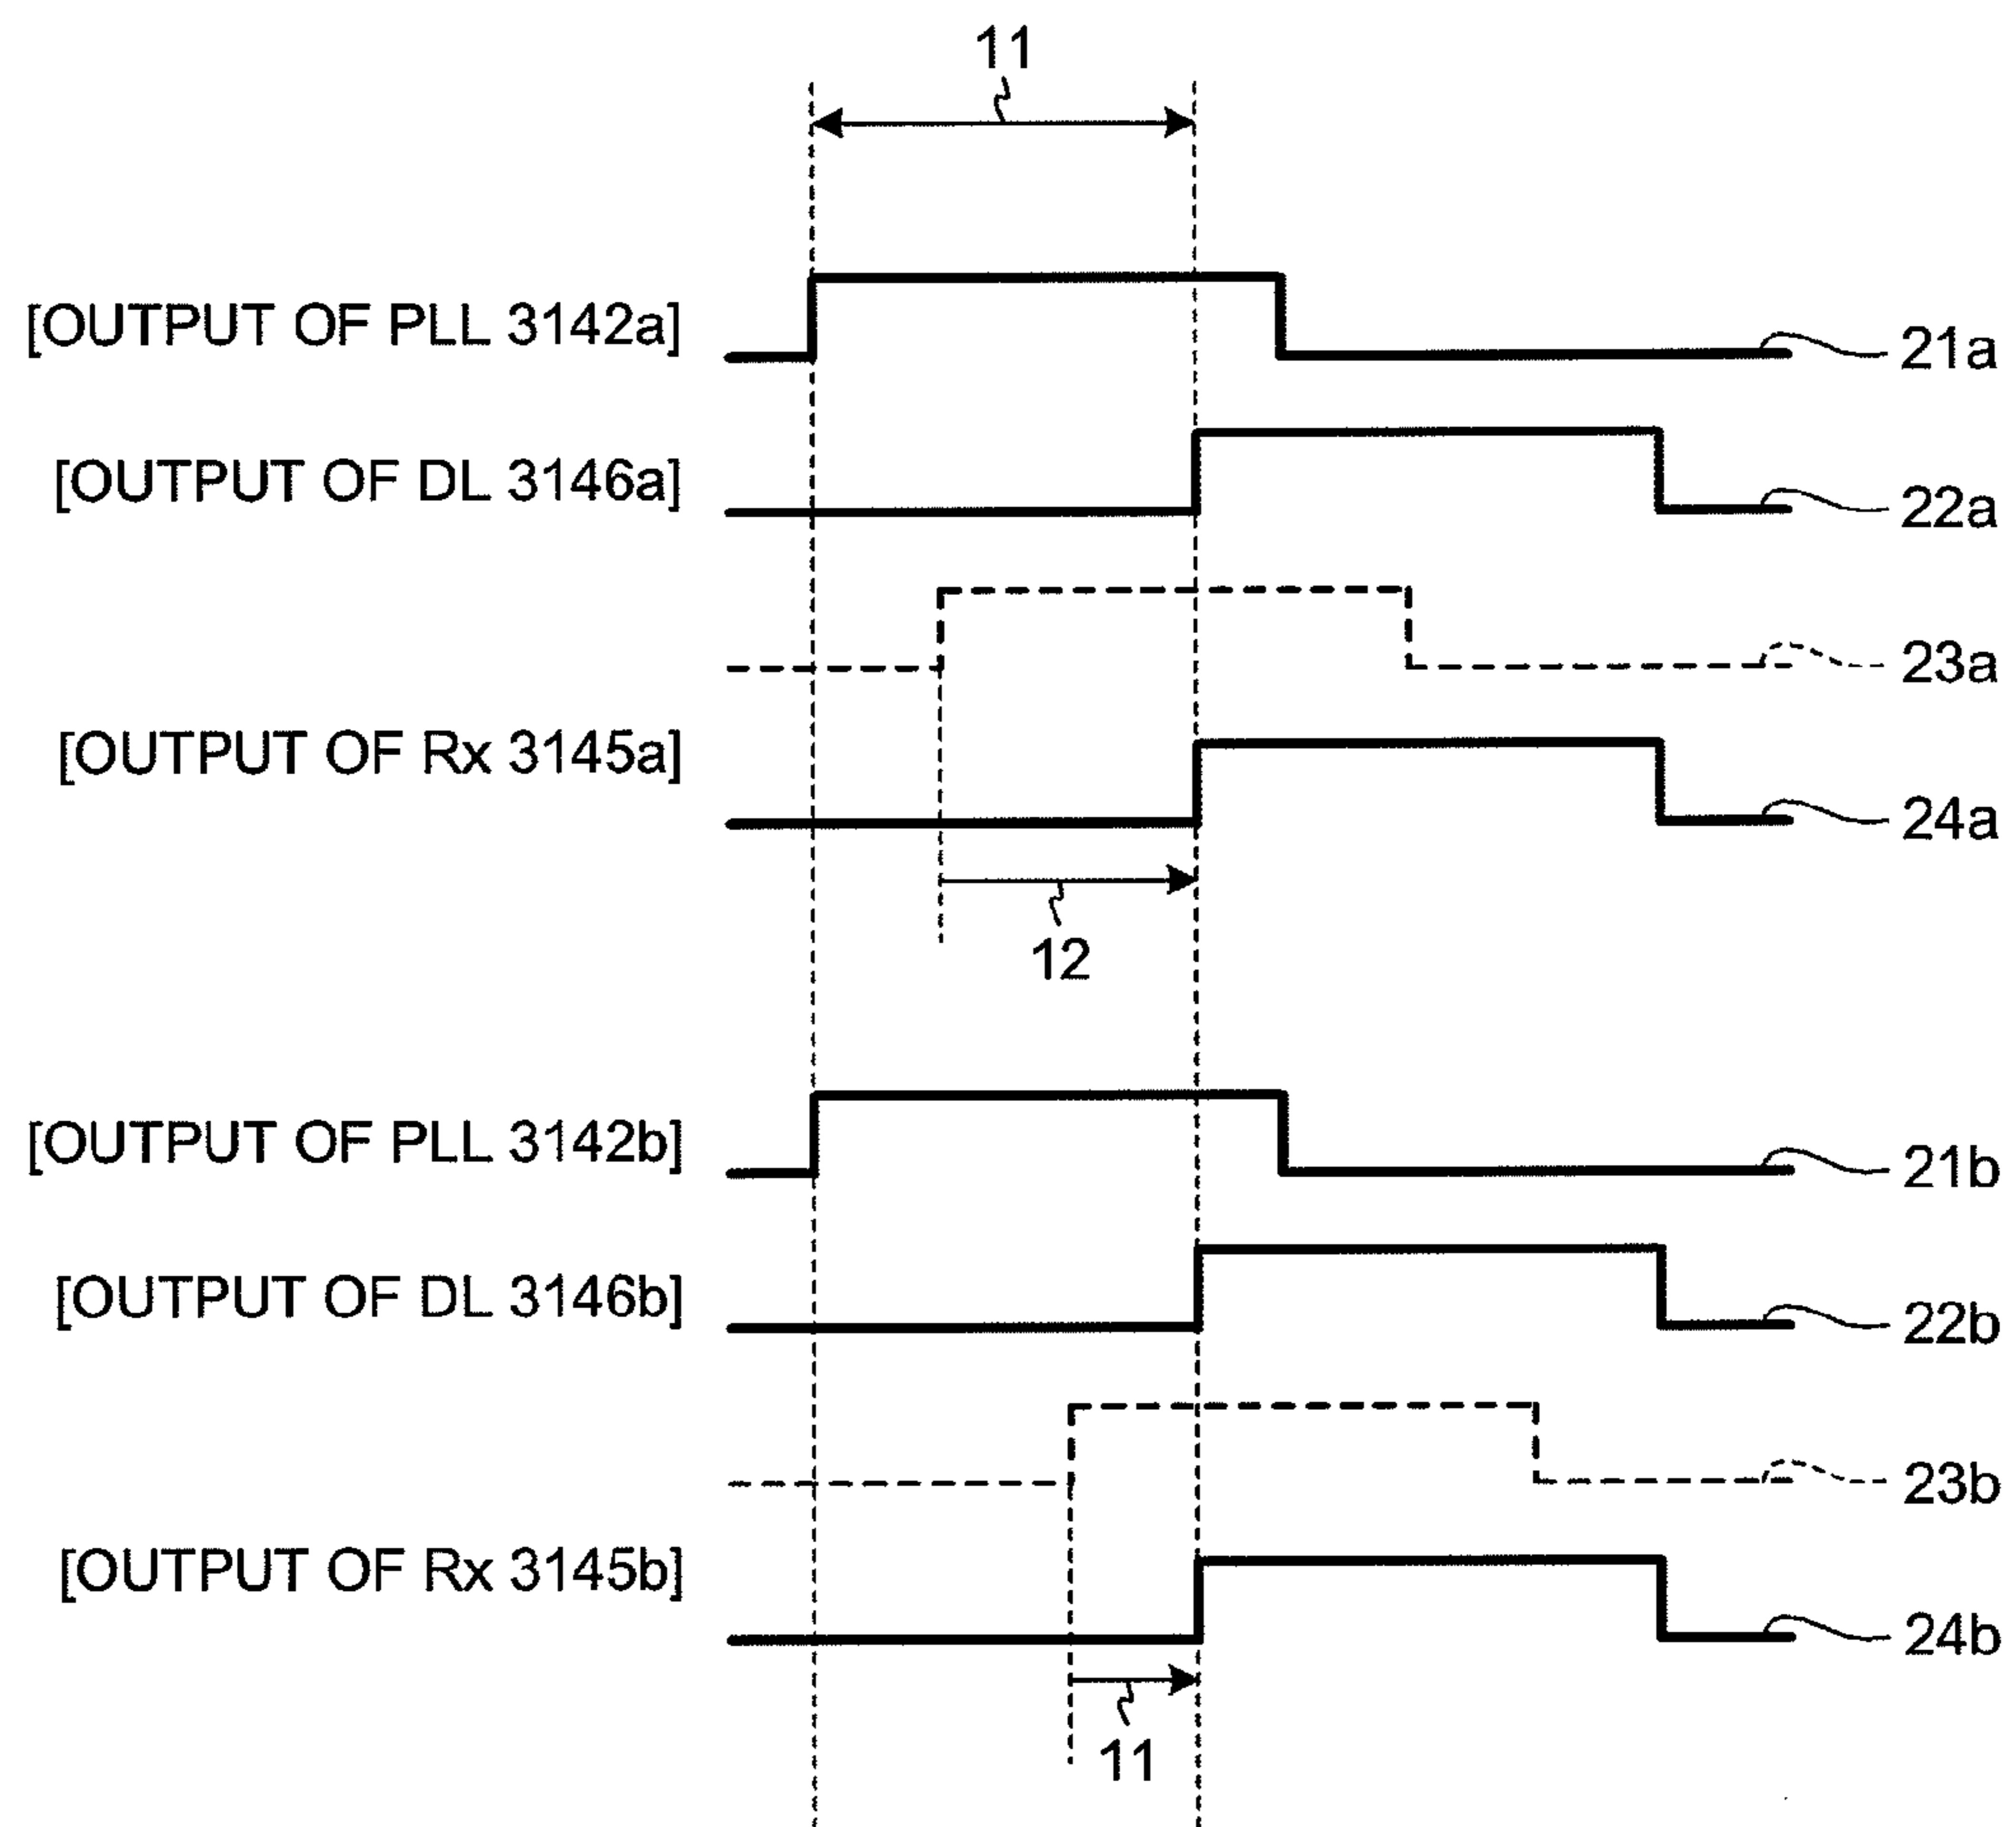 11
[OUTPUT OF PLL 3142a]
21a
[OUTPUT OF DL 3146a]
22a
23a
[OUTPUT OF Rx 3145a]
24a
12
[OUTPUT OF PLL 3142b]
21b
[OUTPUT OF DL 3146b]
22b
23b
[OUTPUT OF Rx 3145b]
24b
11